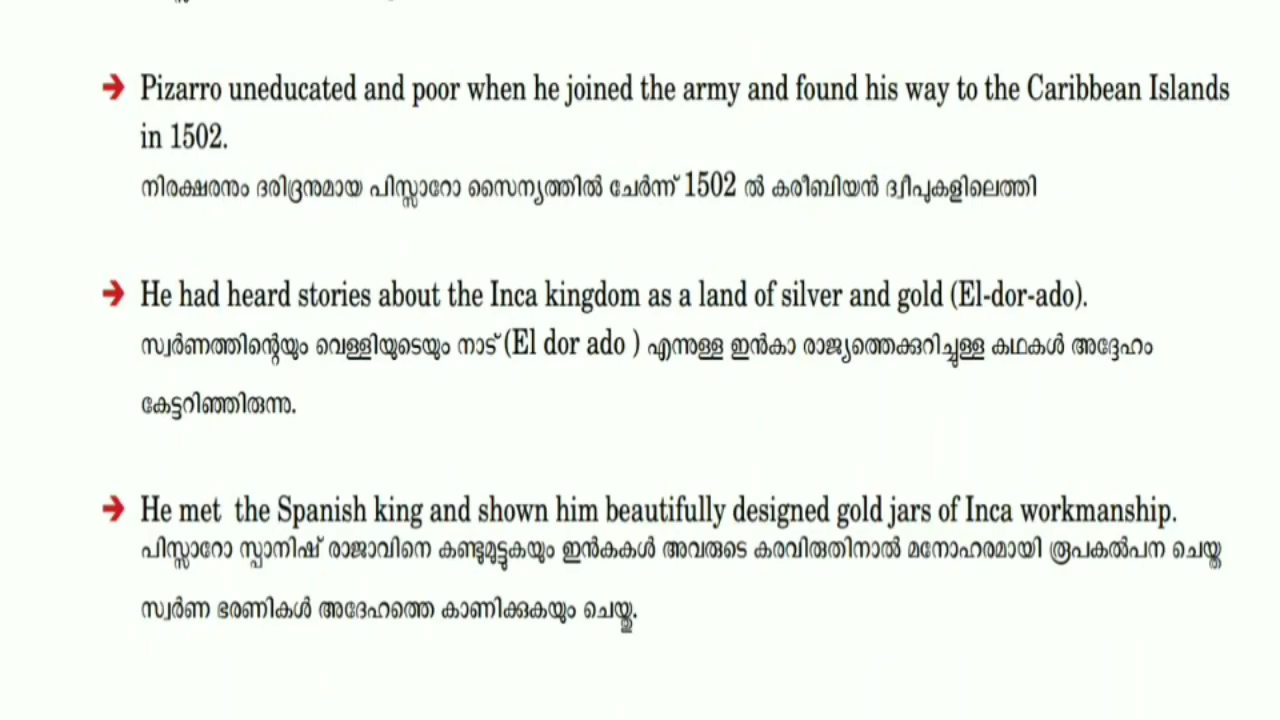 ➔ Pizarro uneducated and poor when he joined the army and found his way to the Caribbean Islands
in 1502.
നിരക്ഷരനും ദരിദ്രനുമായ പിസ്സാറോ സൈന്യത്തിൽ ചേർന്ന് 1502 ൽ കരീബിയൻ ദ്വീപുകളിലെത്തി
➔ He had heard stories about the Inca kingdom as a land of silver and gold (El-dor-ado).
സ്വർണത്തിന്റെയും വെള്ളിയുടെയും നാട് (El dor ado ) എന്നുള്ള ഇൻകാ രാജ്യത്തെക്കുറിച്ചുള്ള കഥകൾ അദ്ദേഹം
കേട്ടറിഞ്ഞിരുന്നു.
➔ He met  the Spanish king and shown him beautifully designed gold jars of Inca workmanship.
പിസ്സാറോ സ്പാനിഷ് രാജാവിനെ കണ്ടുമുട്ടുകയും ഇൻകകൾ അവരുടെ കരവിരുതിനാൽ മനോഹരമായി രൂപകൽപന ചെയ്ത
സ്വർണ ഭരണികൾ അദേഹത്തെ കാണിക്കുകയും ചെയ്തു.